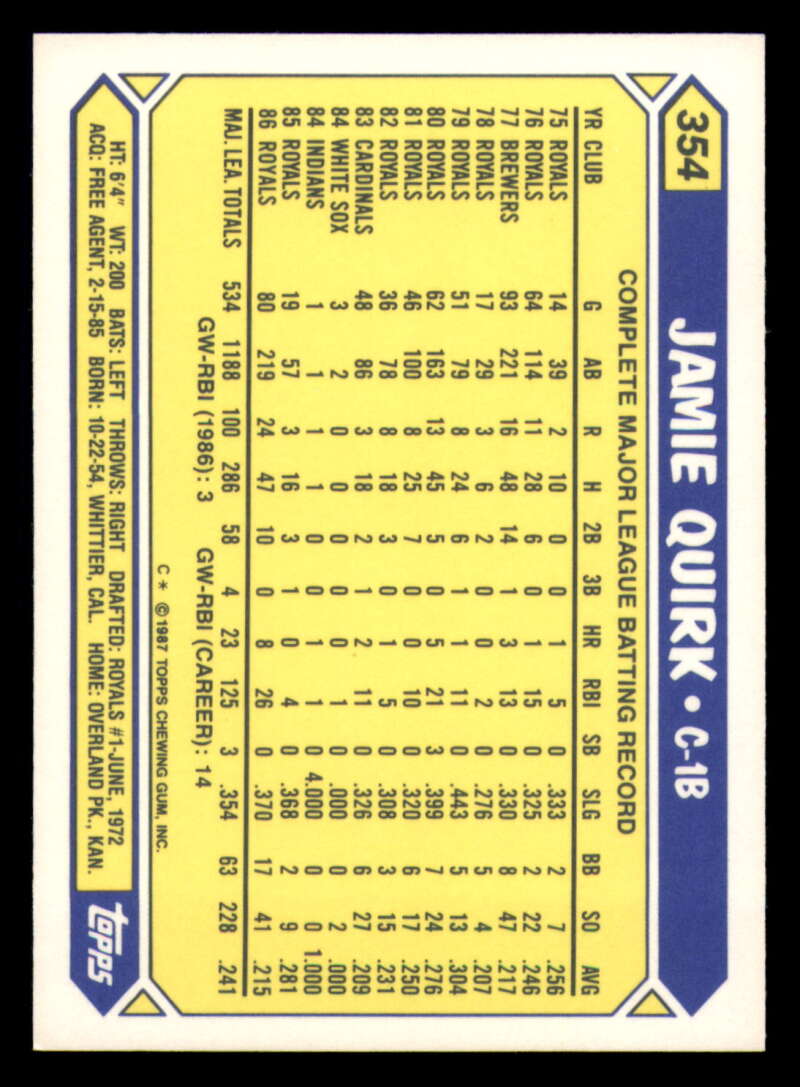 354 JAMIE QUIRK • C-1B
COMPLETE MAJOR LEAGUE BATTING RECORD
YR CLUB G AB R H 2B 3B HR RBI SB SLG BB SO AVG
75 ROYALS 14 39 2 10 0 0 1 5 0 .333 2 7 .256
76 ROYALS 64 114 11 28 6 0 1 15 0 .325 2 22 .246
77 BREWERS 93 221 16 48 14 1 3 13 0 .330 8 47 .217
78 ROYALS 17 29 3 6 2 0 0 2 0 .276 5 4 .207
79 ROYALS 51 79 8 24 6 1 1 11 0 .443 5 13 .304
80 ROYALS 62 163 13 45 5 0 5 21 3 .399 7 24 .276
81 ROYALS 46 100 8 25 7 0 0 10 0 .320 6 17 .250
82 ROYALS 36 78 8 18 3 0 1 5 0 .308 3 15 .231
83 CARDINALS 48 86 3 18 2 1 2 11 0 .326 6 27 .209
84 WHITE SOX 3 2 0 0 0 0 0 1 0 .000 0 2 .000
84 INDIANS 1 1 1 1 0 0 1 1 0 4.000 0 0 1.000
85 ROYALS 19 57 3 16 3 1 0 4 0 .368 2 9 .281
86 ROYALS 80 219 24 47 10 0 8 26 0 .370 17 41 .215
MAJ. LEA. TOTALS 534 1188 100 286 58 4 23 125 3 .354 63 228 .241
GW-RBI (1986): 3 GW-RBI (CAREER): 14
C * ©1987 TOPPS CHEWING GUM, INC.
HT: 6'4" WT: 200 BATS: LEFT THROWS: RIGHT DRAFTED: ROYALS #1-JUNE, 1972
ACQ: FREE AGENT, 2-15-85 BORN: 10-22-54, WHITTIER, CAL. HOME: OVERLAND PK., KAN.
topps